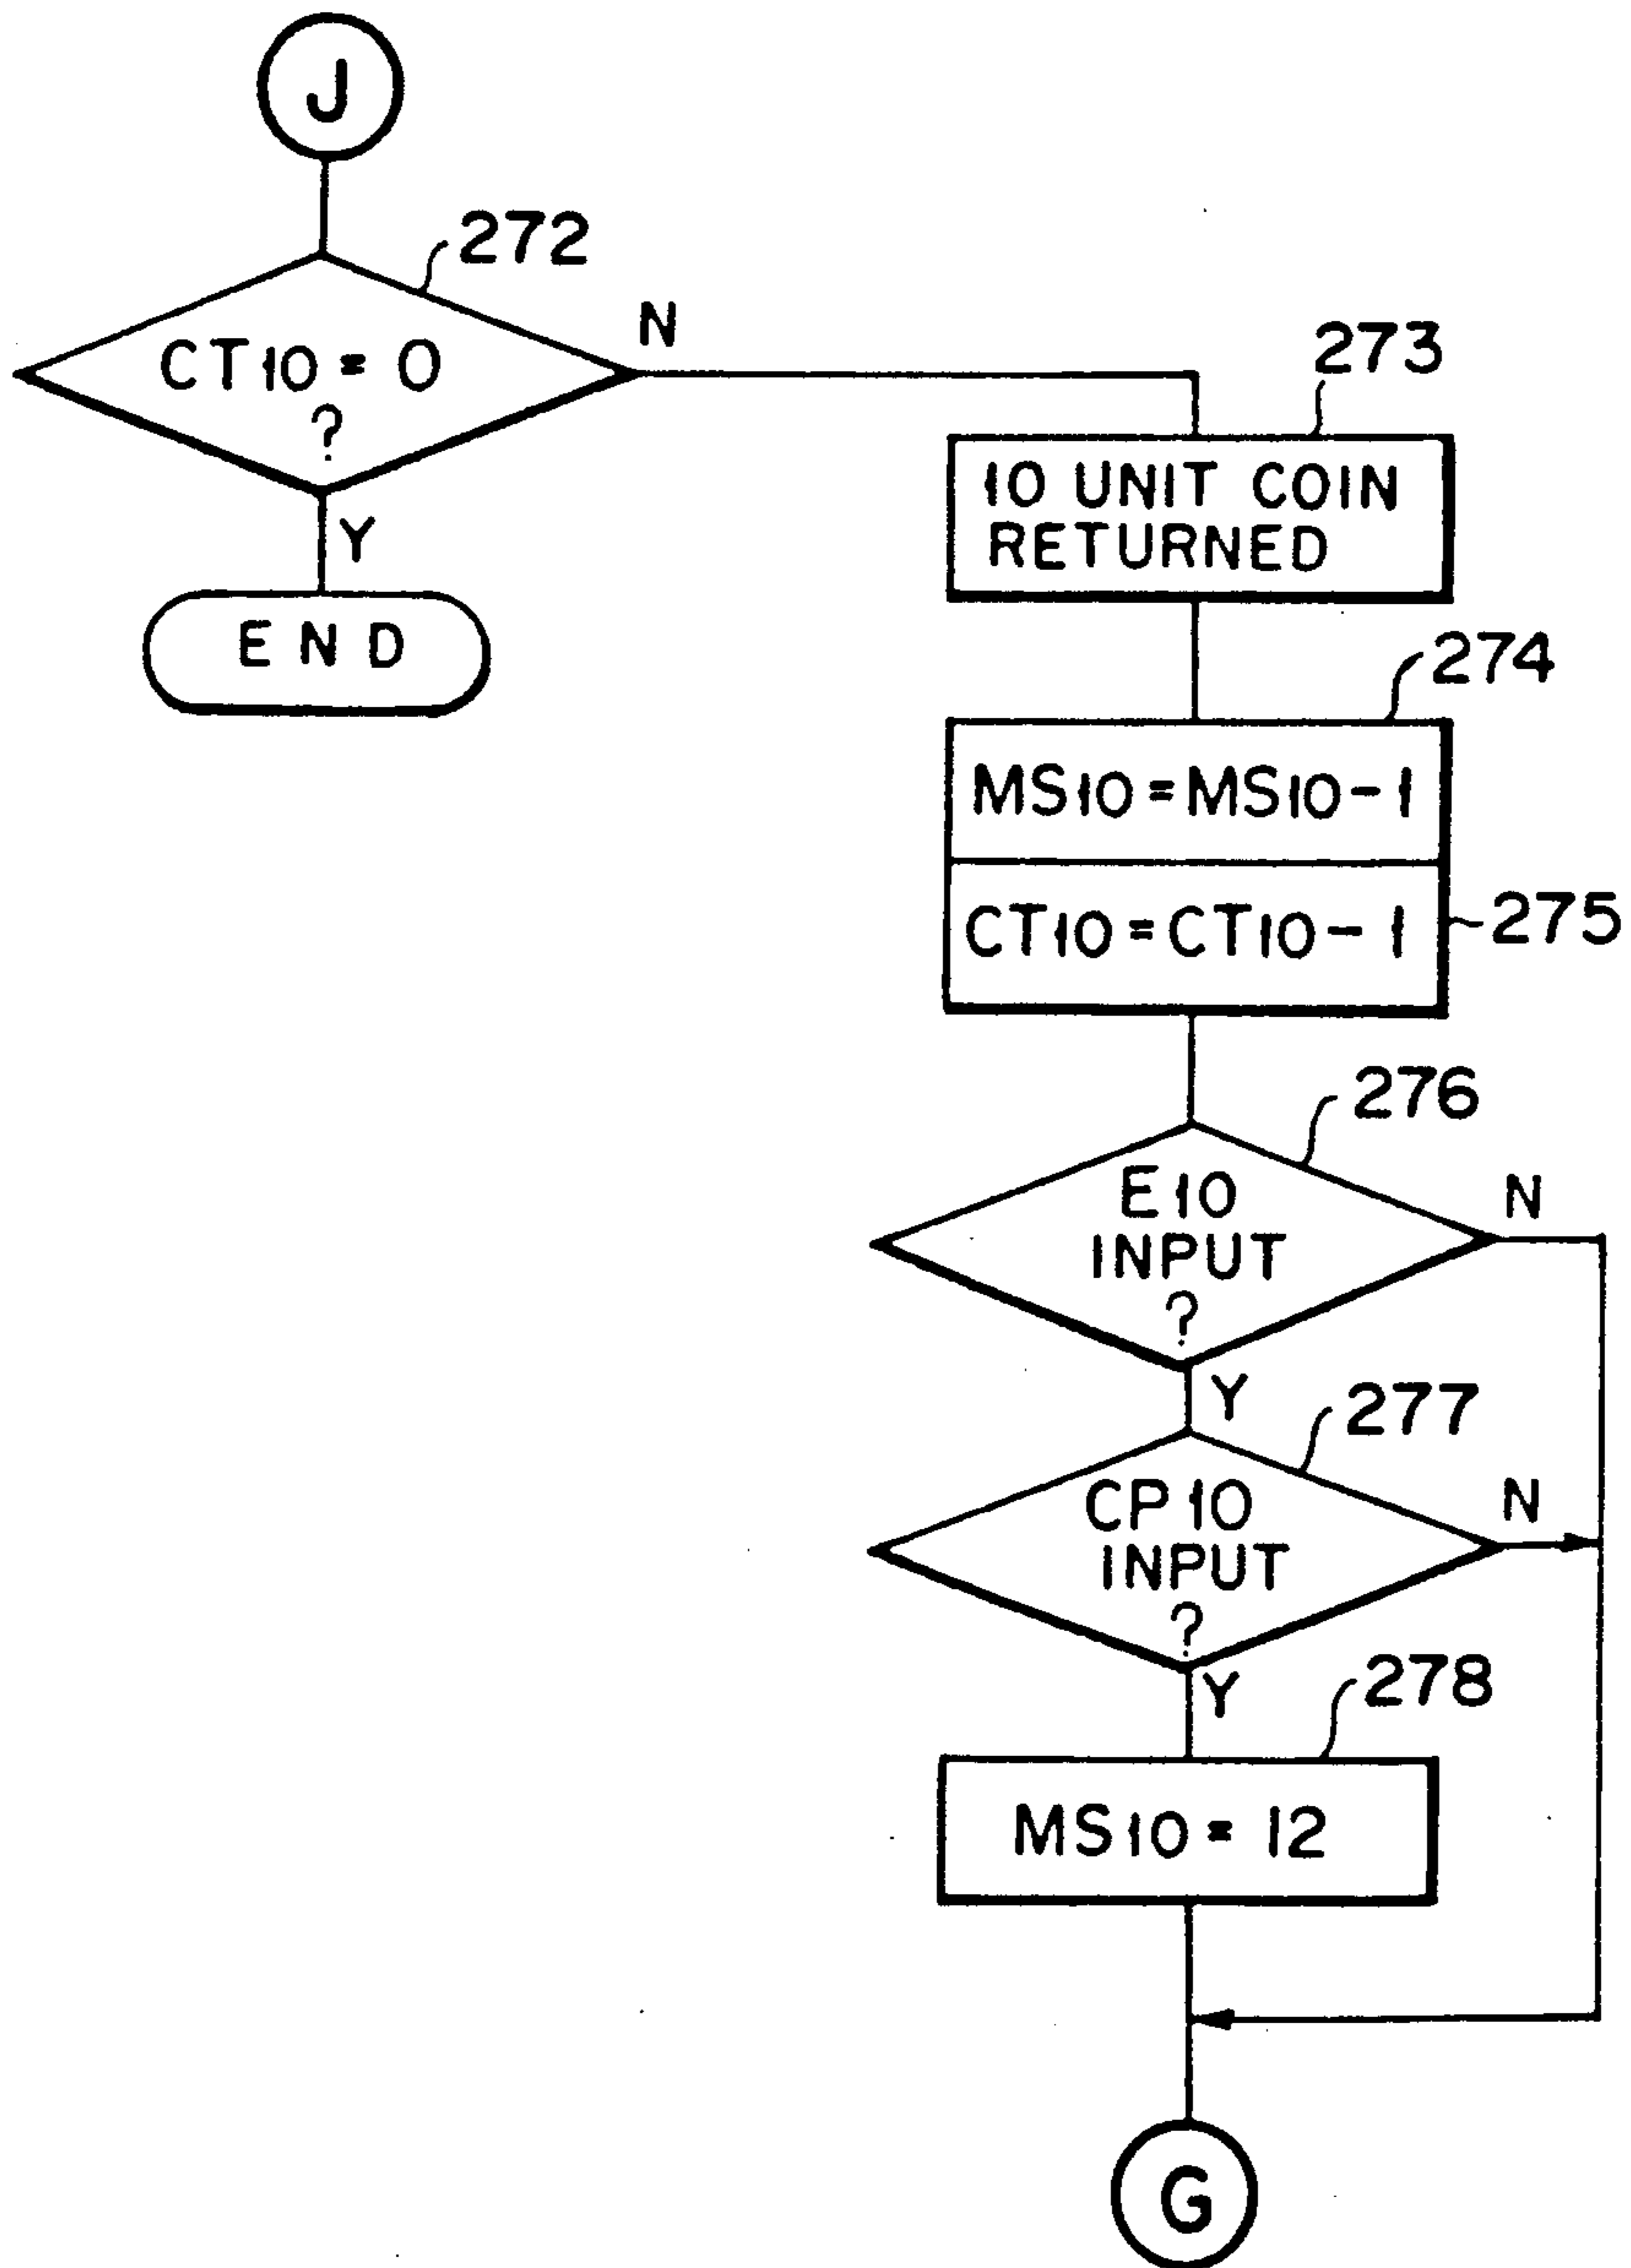 J
272
CT10 = 0
?
N
Y
END
273
10 UNIT COIN
RETURNED
274
MS10 = MS10 - 1
CT10 = CT10 - 1
275
276
E10
INPUT
?
N
Y
277
CP10
INPUT
?
N
Y
278
MS10 = 12
G